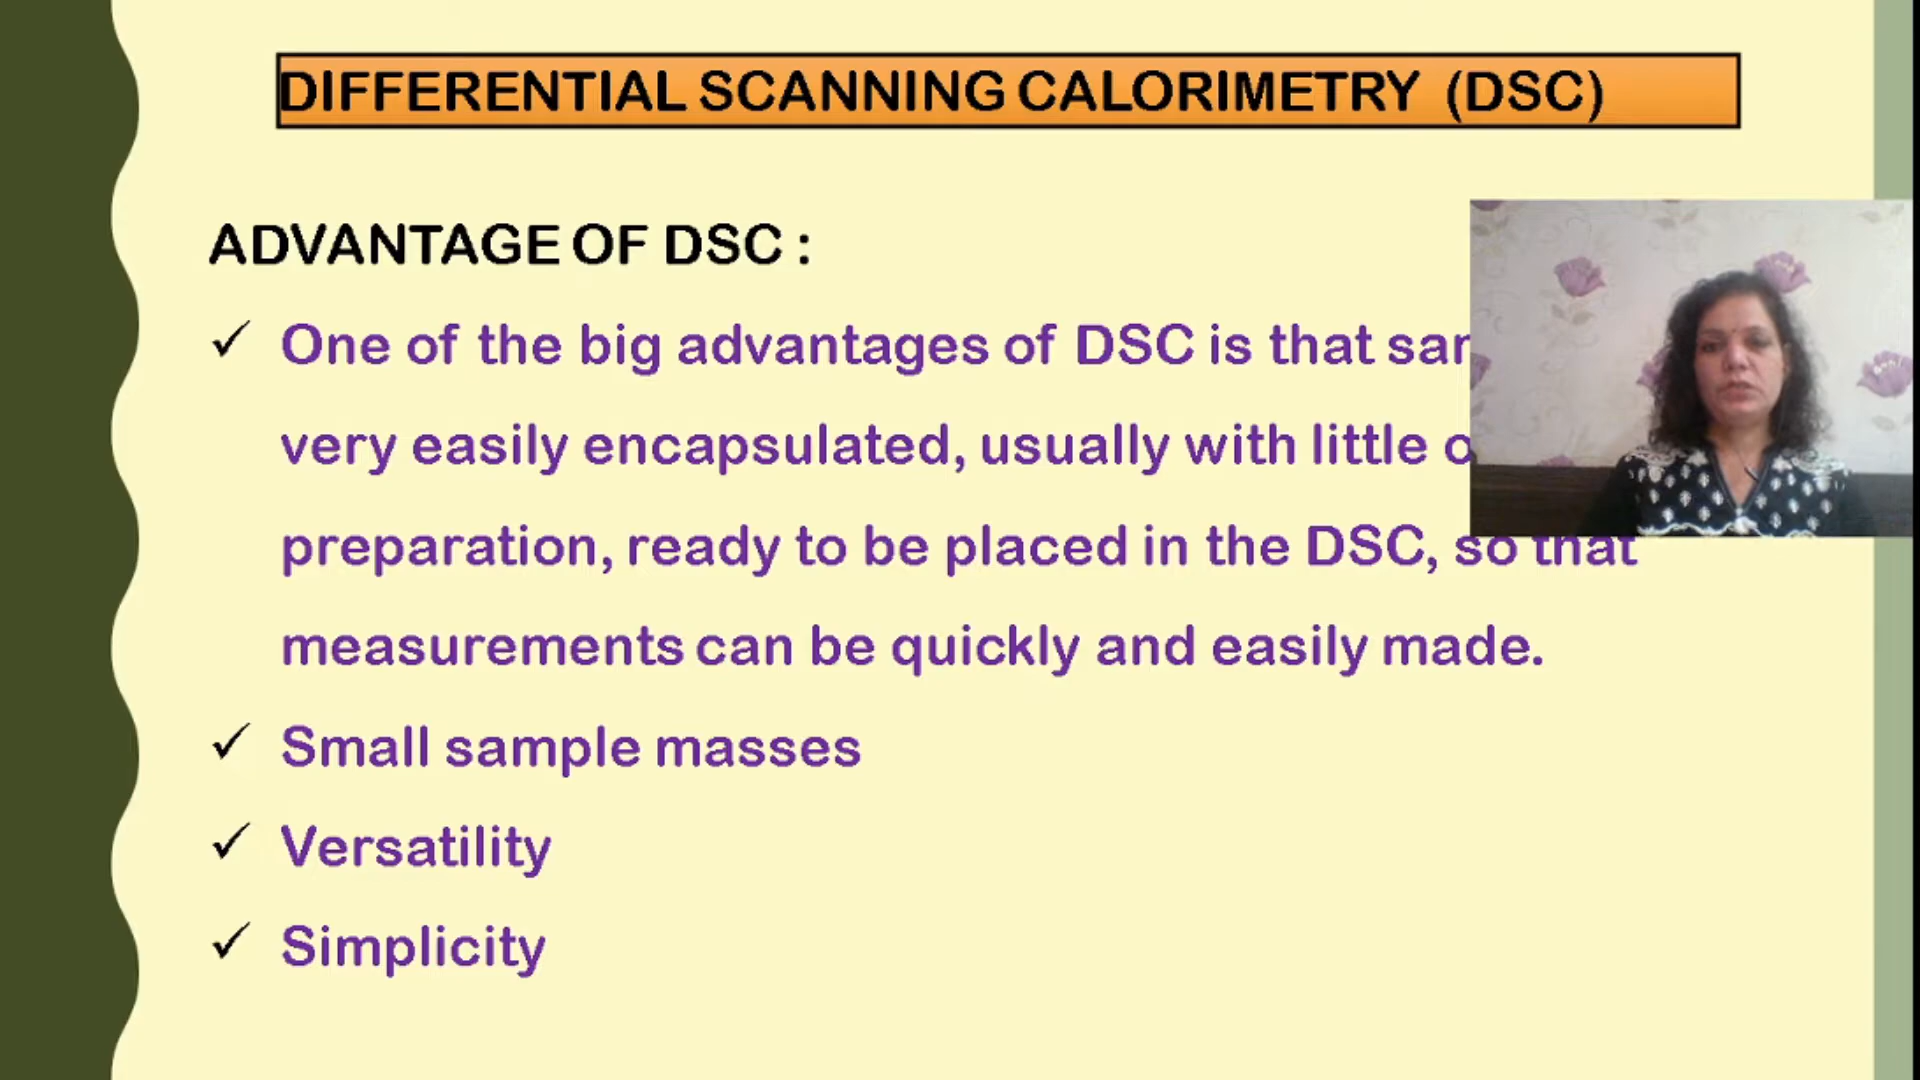 DIFFERENTIAL SCANNING CALORIMETRY (DSC)
ADVANTAGE OF DSC :
✓ One of the big advantages of DSC is that
very easily encapsulated, usually with little
preparation, ready to be placed in the DSC, so that
measurements can be quickly and easily made.
✓ Small sample masses
✓ Versatility
✓ Simplicity